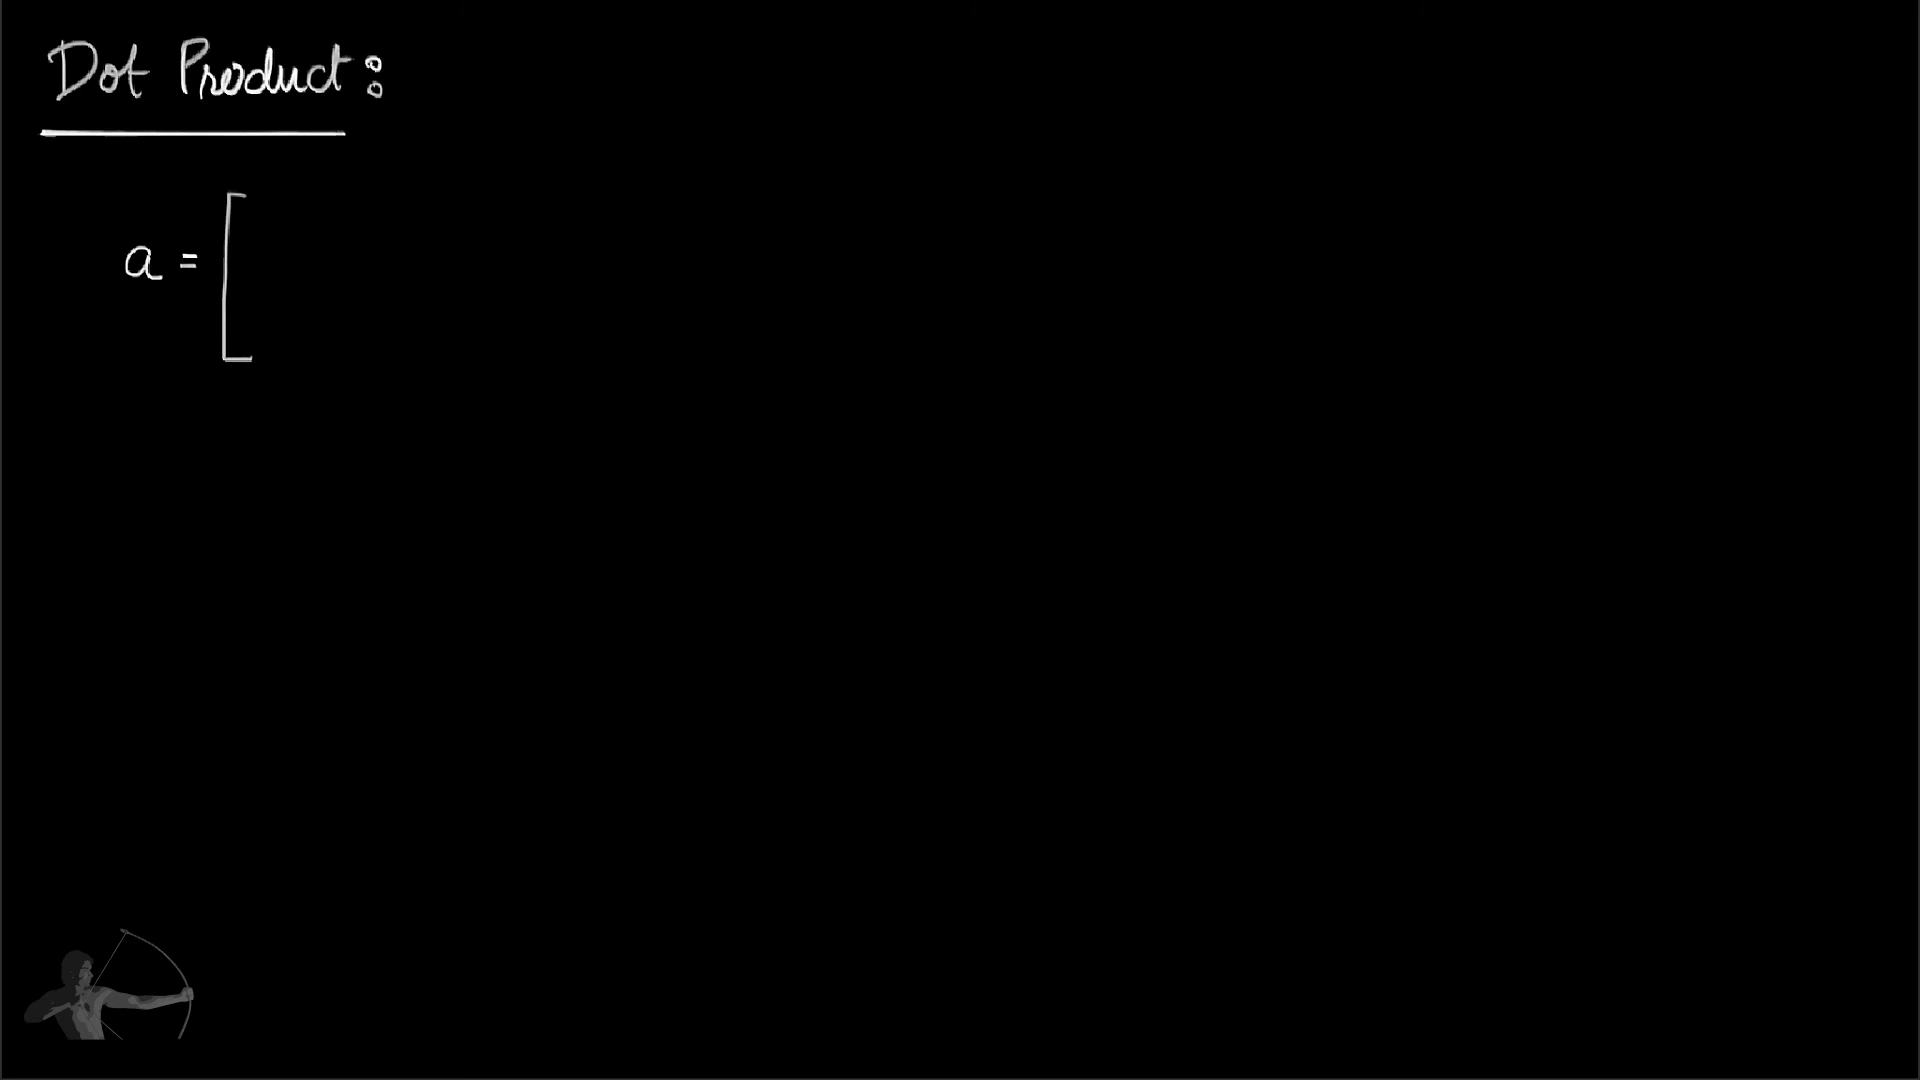 Dot Product:
a = [